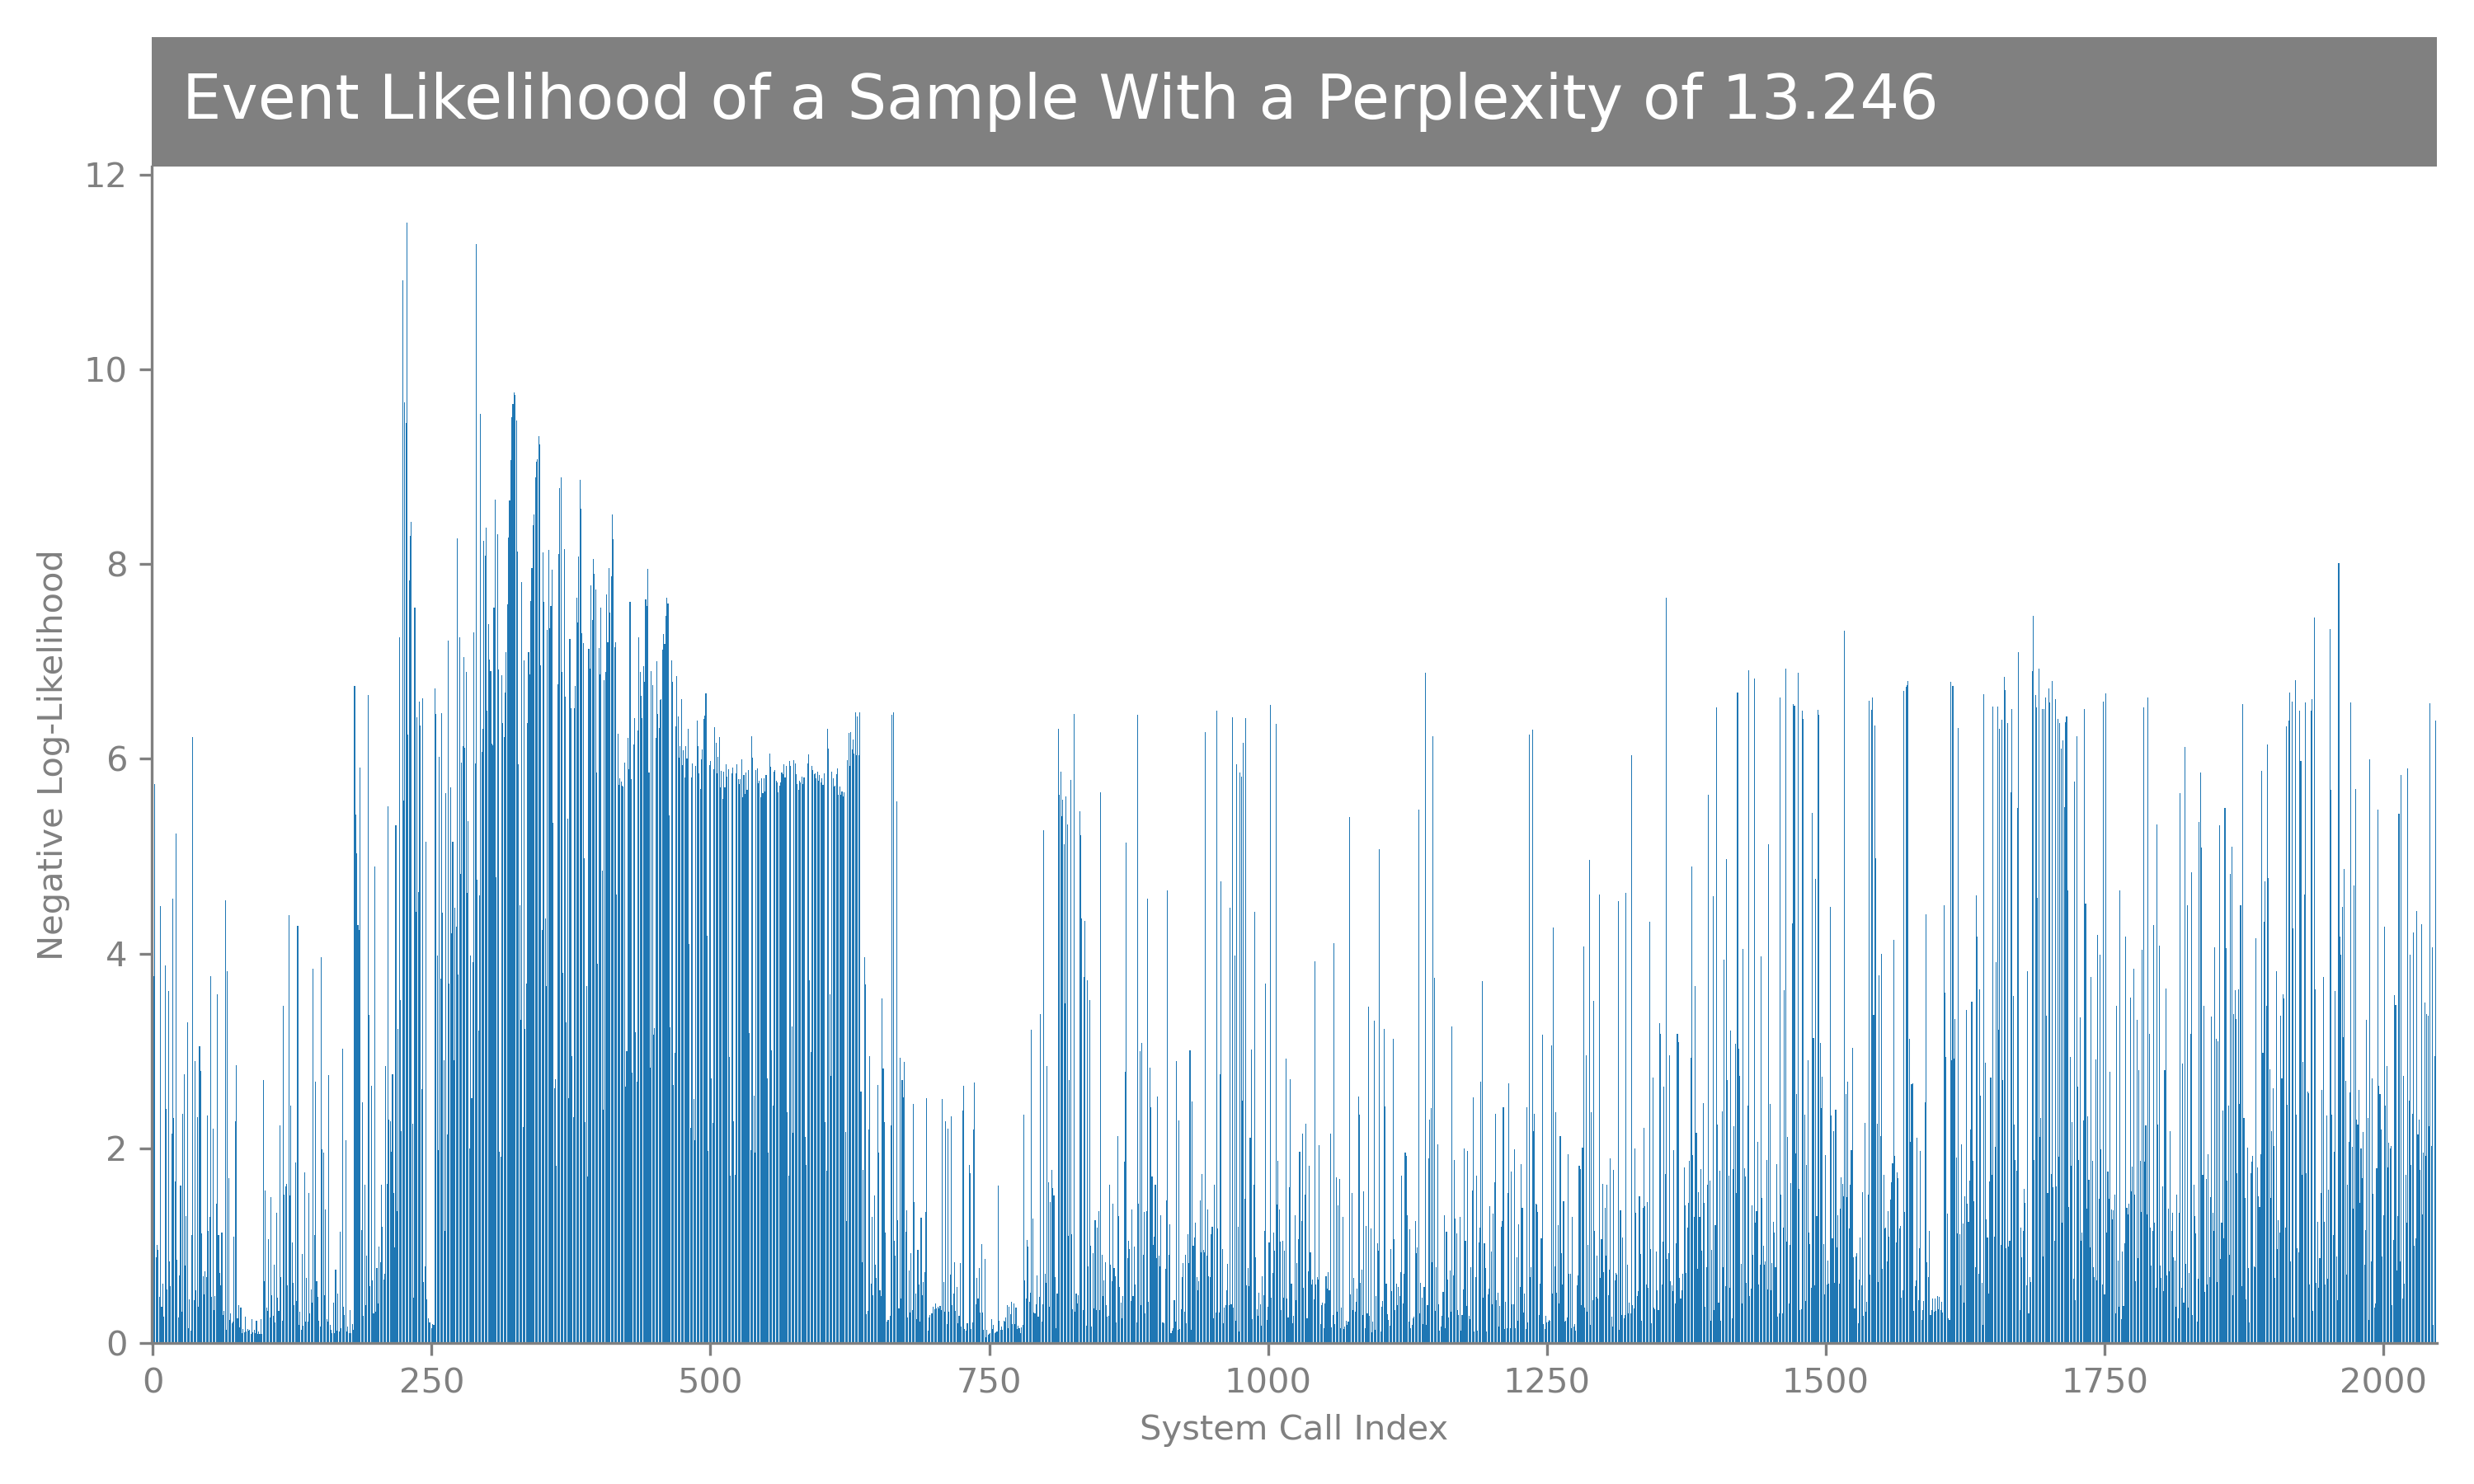 Event Likelihood of a Sample With a Perplexity of 13.246
12
10
8
6
4
2
0
Negative Log-Likelihood
0 250 500 750 1000 1250 1500 1750 2000
System Call Index